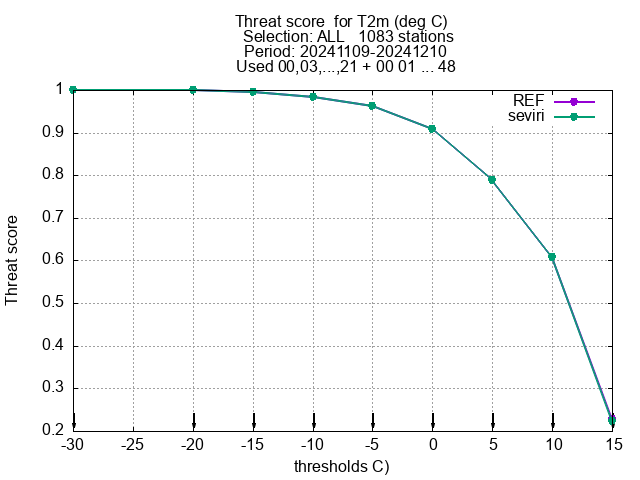 Threat score  for T2m (deg C)
Selection: ALL   1083 stations
Period: 20241109-20241210
Used 00,03,...,21 + 00 01 ... 48
REF
seviri
Threat score
1
0.9
0.8
0.7
0.6
0.5
0.4
0.3
0.2
-30 -25 -20 -15 -10 -5 0 5 10 15
thresholds C)